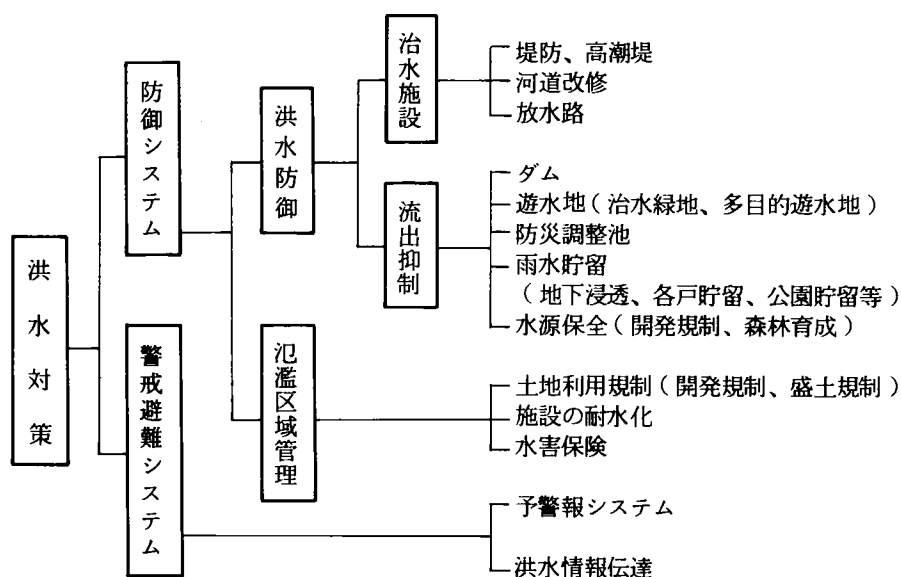 洪水対策
防御システム
警戒避難システム
洪水防御
氾濫区域管理
治水施設
流出抑制
堤防、高潮堤
河道改修
放水路
ダム
遊水地(治水緑地、多目的遊水地)
防災調整池
雨水貯留
(地下浸透、各戸貯留、公園貯留等)
水源保全(開発規制、森林育成)
土地利用規制(開発規制、盛土規制)
施設の耐水化
水害保険
予警報システム
洪水情報伝達